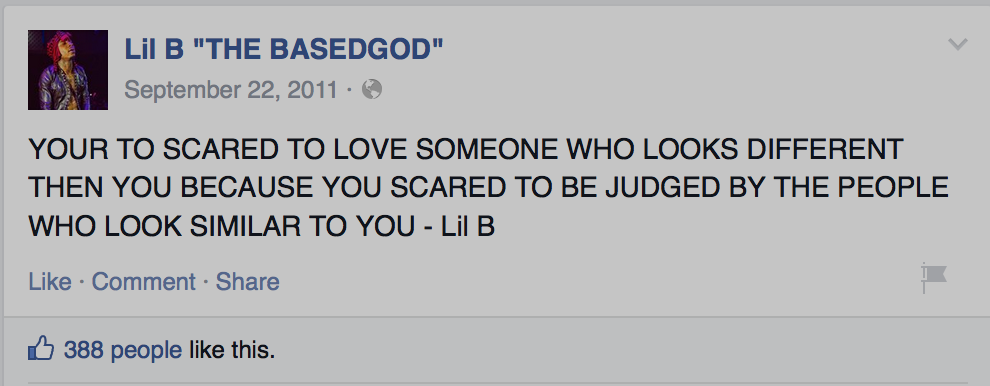 Lil B "THE BASEDGOD"
September 22, 2011 ·
YOUR TO SCARED TO LOVE SOMEONE WHO LOOKS DIFFERENT
THEN YOU BECAUSE YOU SCARED TO BE JUDGED BY THE PEOPLE
WHO LOOK SIMILAR TO YOU - Lil B
Like · Comment · Share
388 people like this.